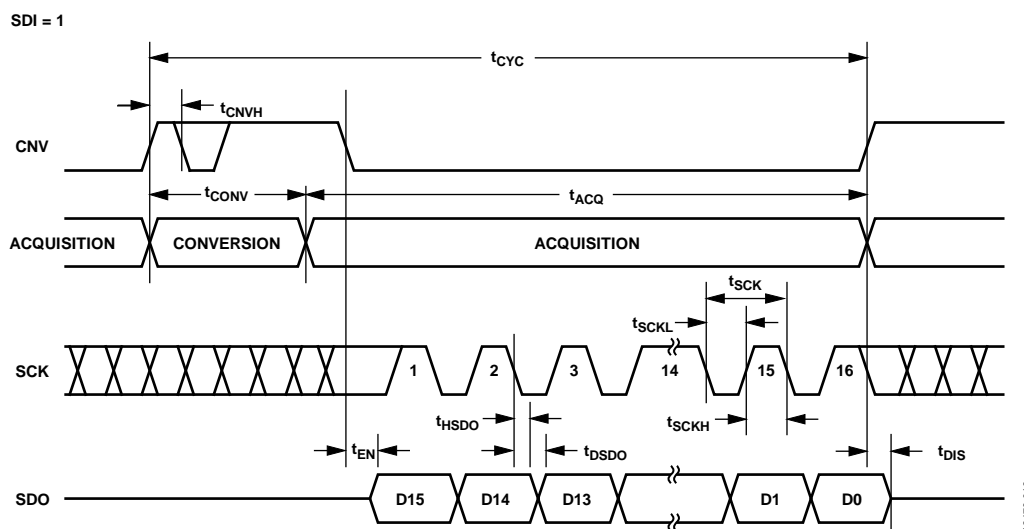 SDI = 1
tCYC
tCNVH
CNV
tCONV
tACQ
ACQUISITION
CONVERSION
ACQUISITION
tSCK
tSCKL
SCK
1
2
3
14
15
16
tHSDO
tSCKH
tEN
tDSDO
tDIS
SDO
D15
D14
D13
D1
D0